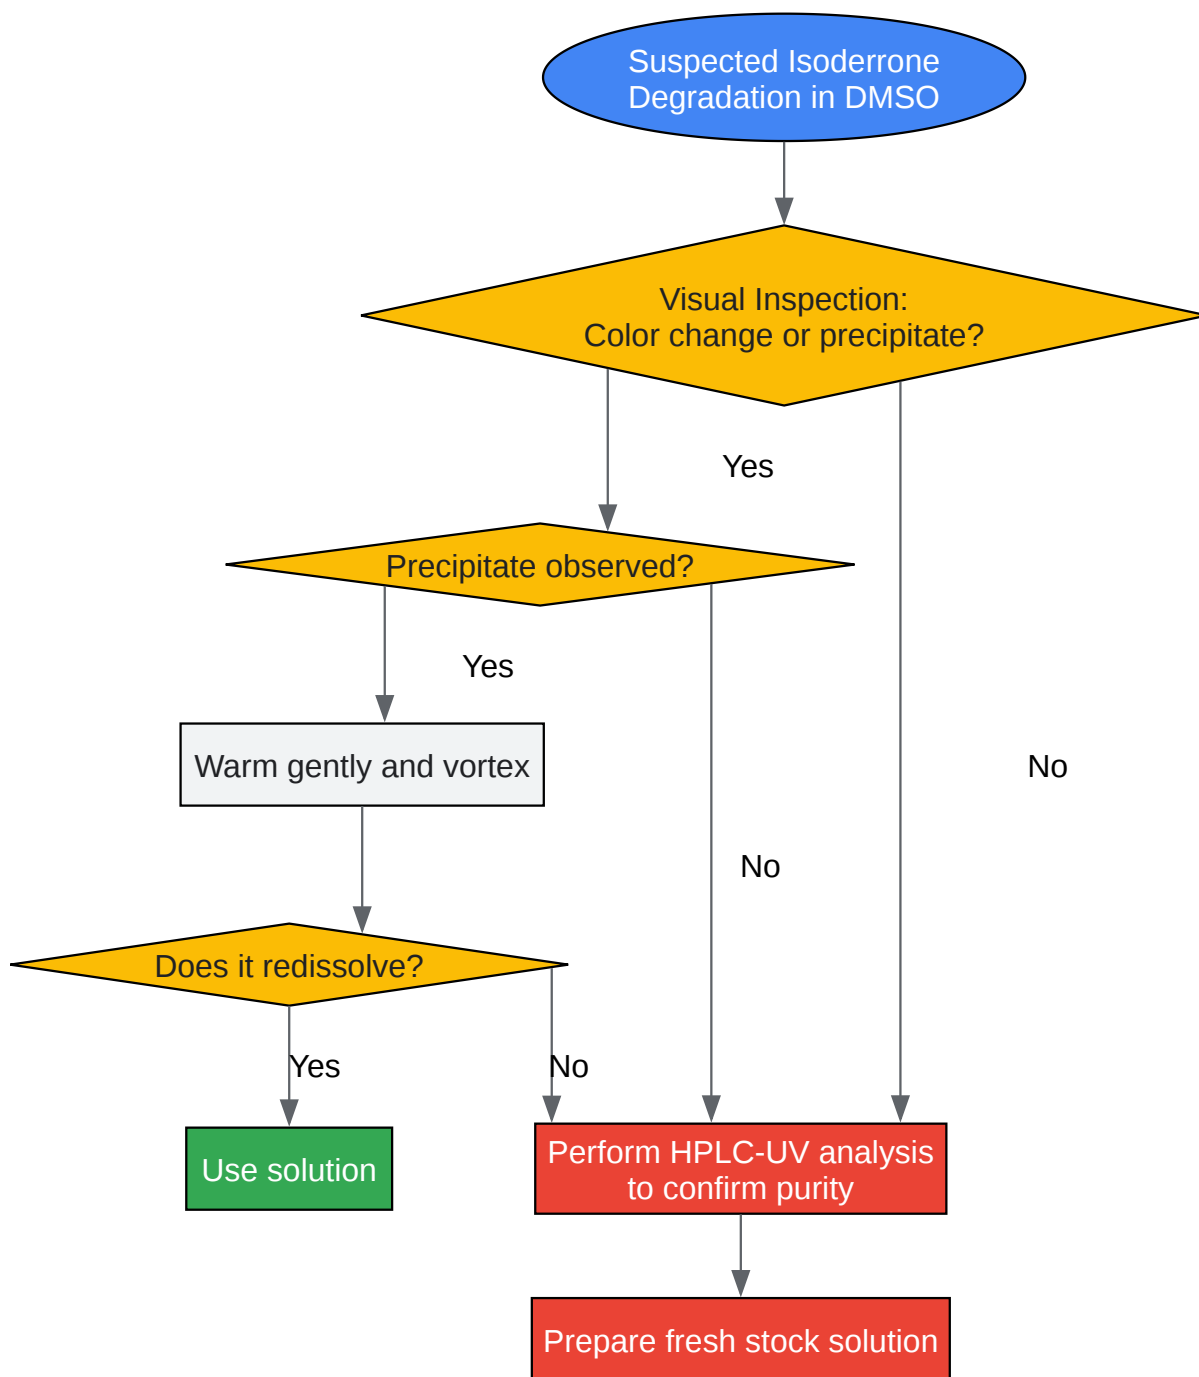 Suspected Isoderrone
Degradation in DMSO
Visual Inspection:
Color change or precipitate?
Yes
Precipitate observed?
Yes
Warm gently and vortex
No
No
Does it redissolve?
Yes
No
Use solution
Perform HPLC-UV analysis
to confirm purity
Prepare fresh stock solution